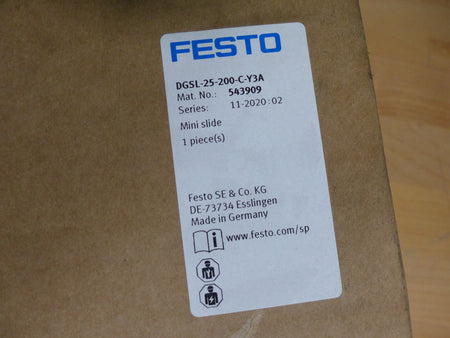 FESTO
DGSL-25-200-C-Y3A
Mat. No.: 543909
Series: 11-2020:02
Mini slide
1 piece(s)
Festo SE & Co. KG
DE-73734 Esslingen
Made in Germany
www.festo.com/sp